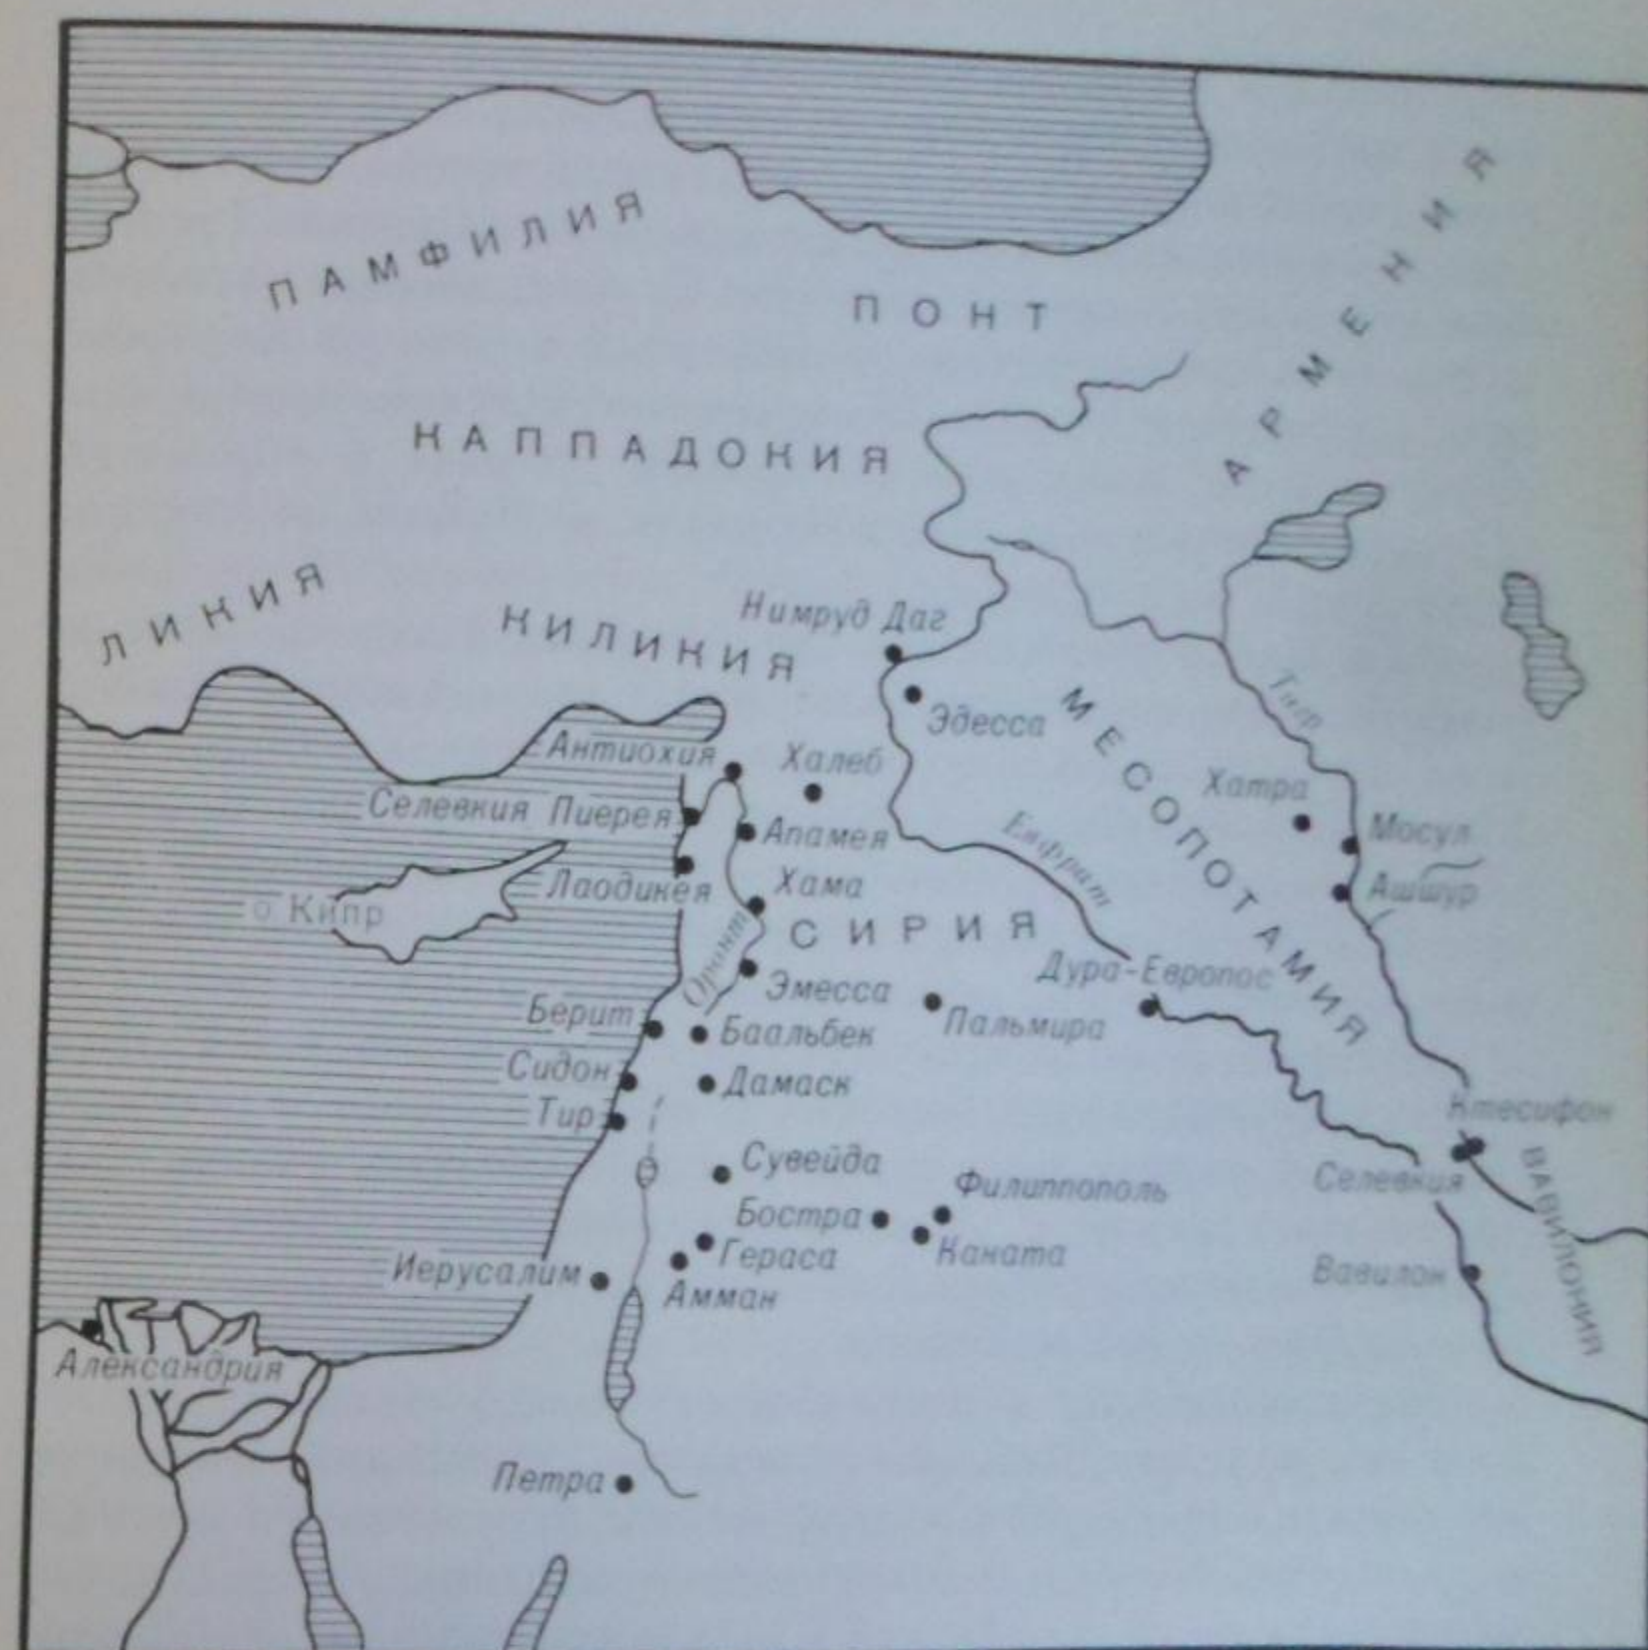 ПАМФИЛИЯ
ПОНТ
АРМЕНИЯ
КАППАДОКИЯ
ЛИКИЯ
КИЛИКИЯ
Нимруд Даг
Эдесса
МЕСОПОТАМИЯ
Тигр
Антиохия
Халеб
Хатра
Селевкия Пиерея
Апамея
Евфрат
Мосул
Лаодикея
Хама
Ашшур
о Кипр
СИРИЯ
Оронт
Дура-Европос
Эмесса
Пальмира
Берит
Баальбек
Сидон
Дамаск
Тир
Ктесифон
Сувейда
Филиппополь
Селевкия
ВАВИЛОНИЯ
Бостра
Гераса
Каната
Иерусалим
Амман
Вавилон
Александрия
Петра